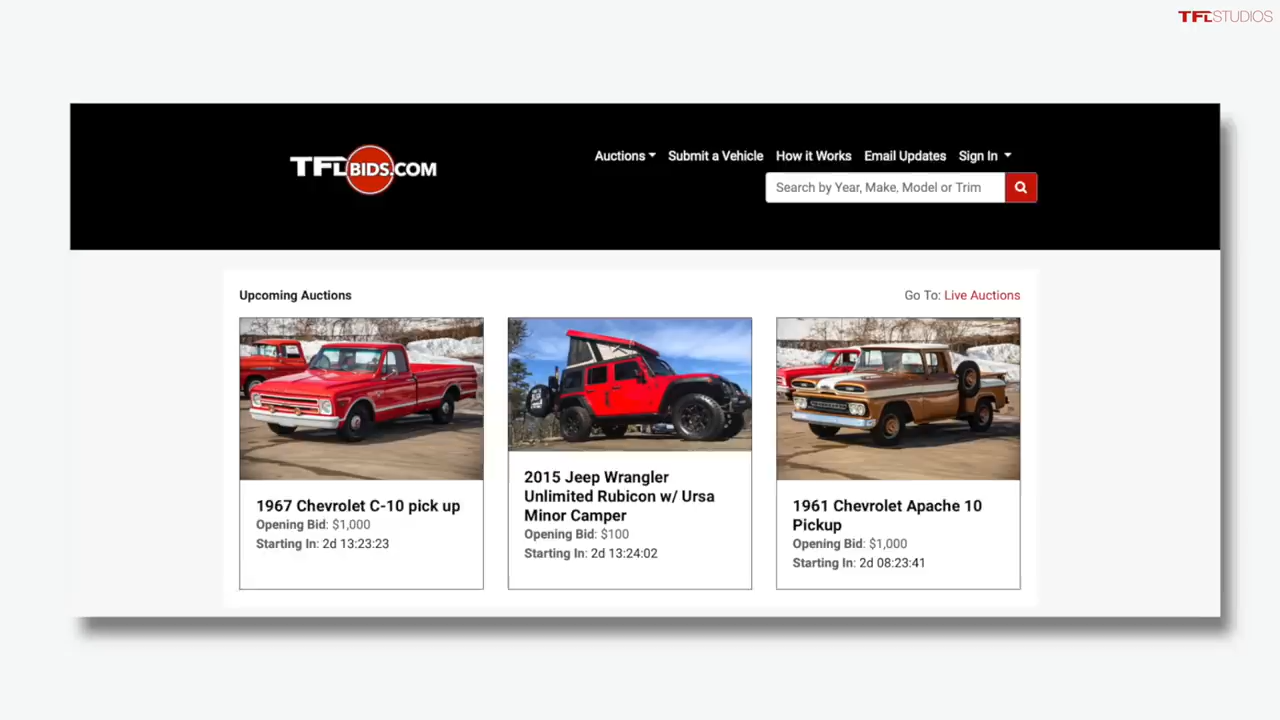 TFLSTUDIOS
TFLBIDS.COM
Auctions Submit a Vehicle How it Works Email Updates Sign In
Search by Year, Make, Model or Trim
Upcoming Auctions
Go To: Live Auctions
1967 Chevrolet C-10 pick up
Opening Bid: $1,000
Starting In: 2d 13:23:23
2015 Jeep Wrangler
Unlimited Rubicon w/ Ursa
Minor Camper
Opening Bid: $100
Starting In: 2d 13:24:02
1961 Chevrolet Apache 10
Pickup
Opening Bid: $1,000
Starting In: 2d 08:23:41